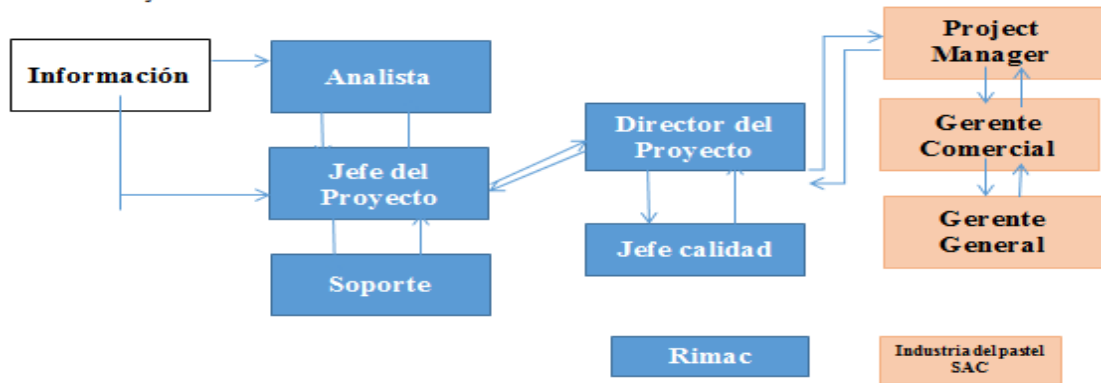 Información
Analista
Jefe del
Proyecto
Soporte
Director del
Proyecto
Jefe calidad
Project
Manager
Gerente
Comercial
Gerente
General
Rimac
Industria del pastel
SAC